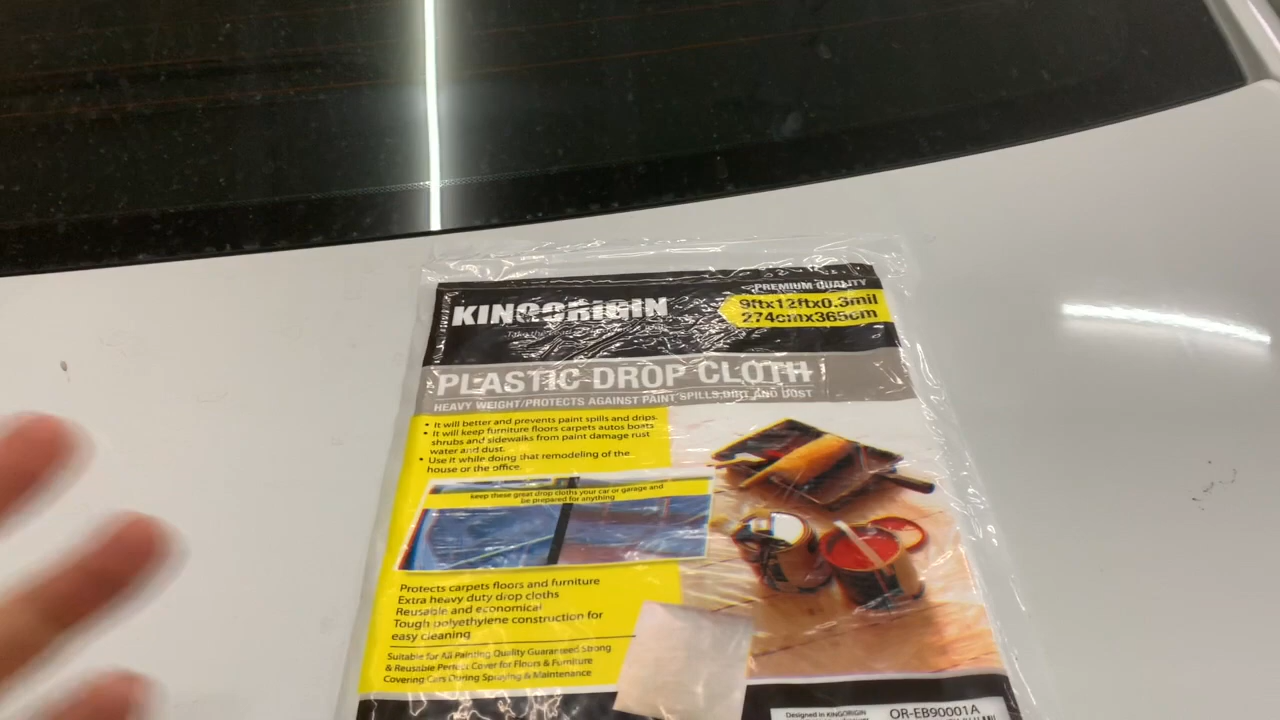 KINGORIGIN
PREMIUM QUALITY
9ftx12ftx0.3mil
274cmx365cm
PLASTIC DROP CLOTH
HEAVY WEIGHT/PROTECTS AGAINST PAINT SPILLS,DIRT AND DUST
• It will better and prevents paint spills and drips.
• It will keep furniture floors carpets autos boats
shrubs and sidewalks from paint damage rust
water and dust.
• Use it while doing that remodeling of the
house or the office.
keep these great drop cloths your car or garage and
be prepared for anything
Protects carpets floors and furniture
Extra heavy duty drop cloths
Reusable and economical
Tough polyethylene construction for
easy cleaning
Suitable for All Painting Quality Guaranteed Strong
& Reusable Perfect Cover for Floors & Furniture
Covering Cars During Spraying & Maintenance
Designed in KINGORIGIN
OR-EB90001A